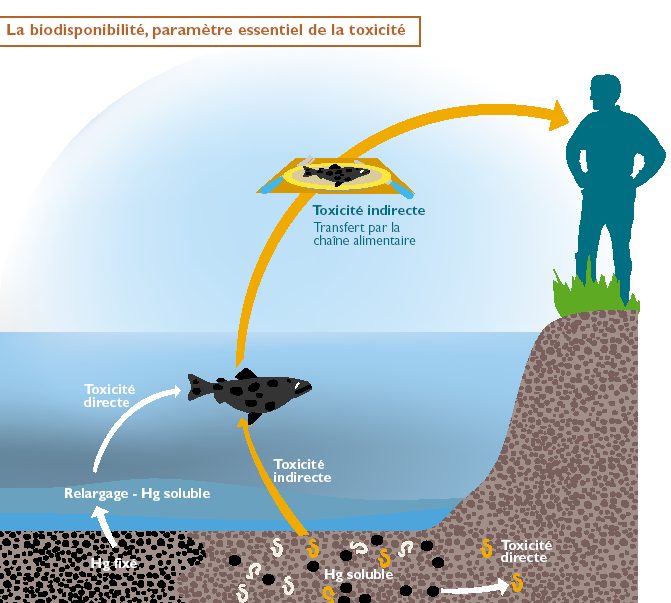 La biodisponibilité, paramètre essentiel de la toxicité
Toxicité indirecte
Transfert par la
chaîne alimentaire
Toxicité
directe
Toxicité
indirecte
Relargage - Hg soluble
Hg fixé
Hg soluble
Toxicité
directe